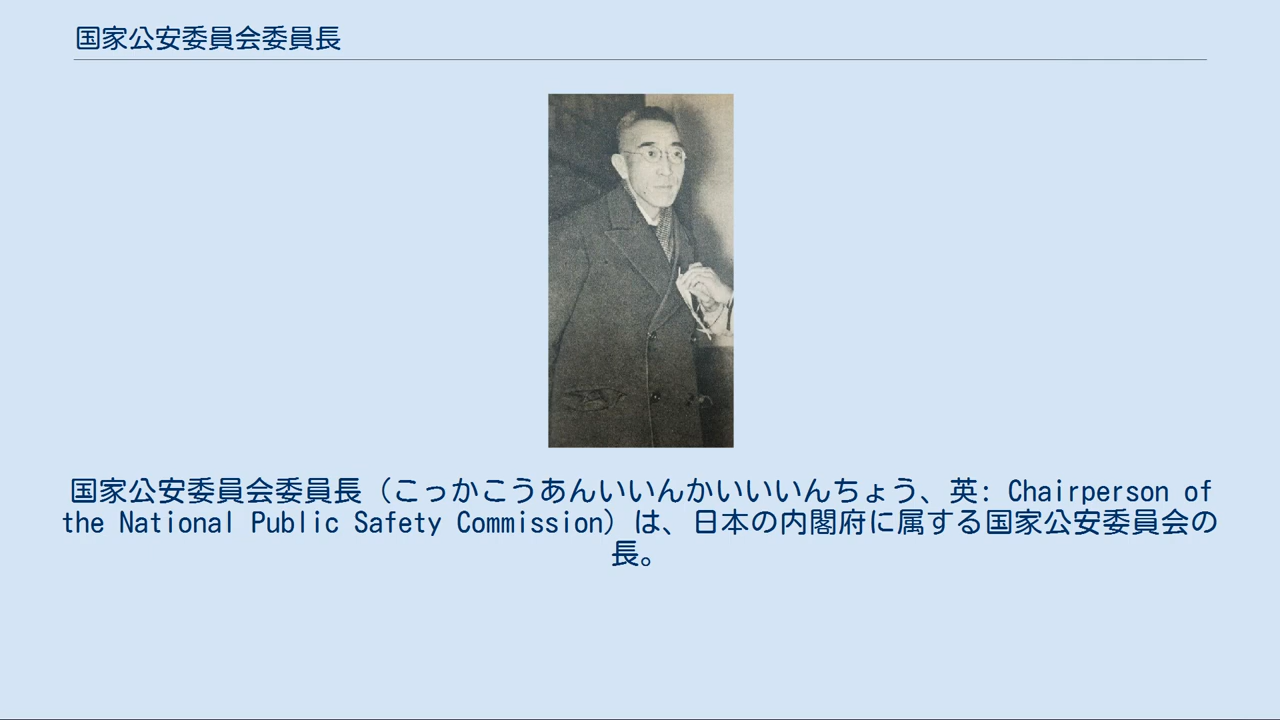 国家公安委員会委員長
国家公安委員会委員長（こっかこうあんいいんかいいいんちょう、英: Chairperson of
the National Public Safety Commission）は、日本の内閣府に属する国家公安委員会の
長。